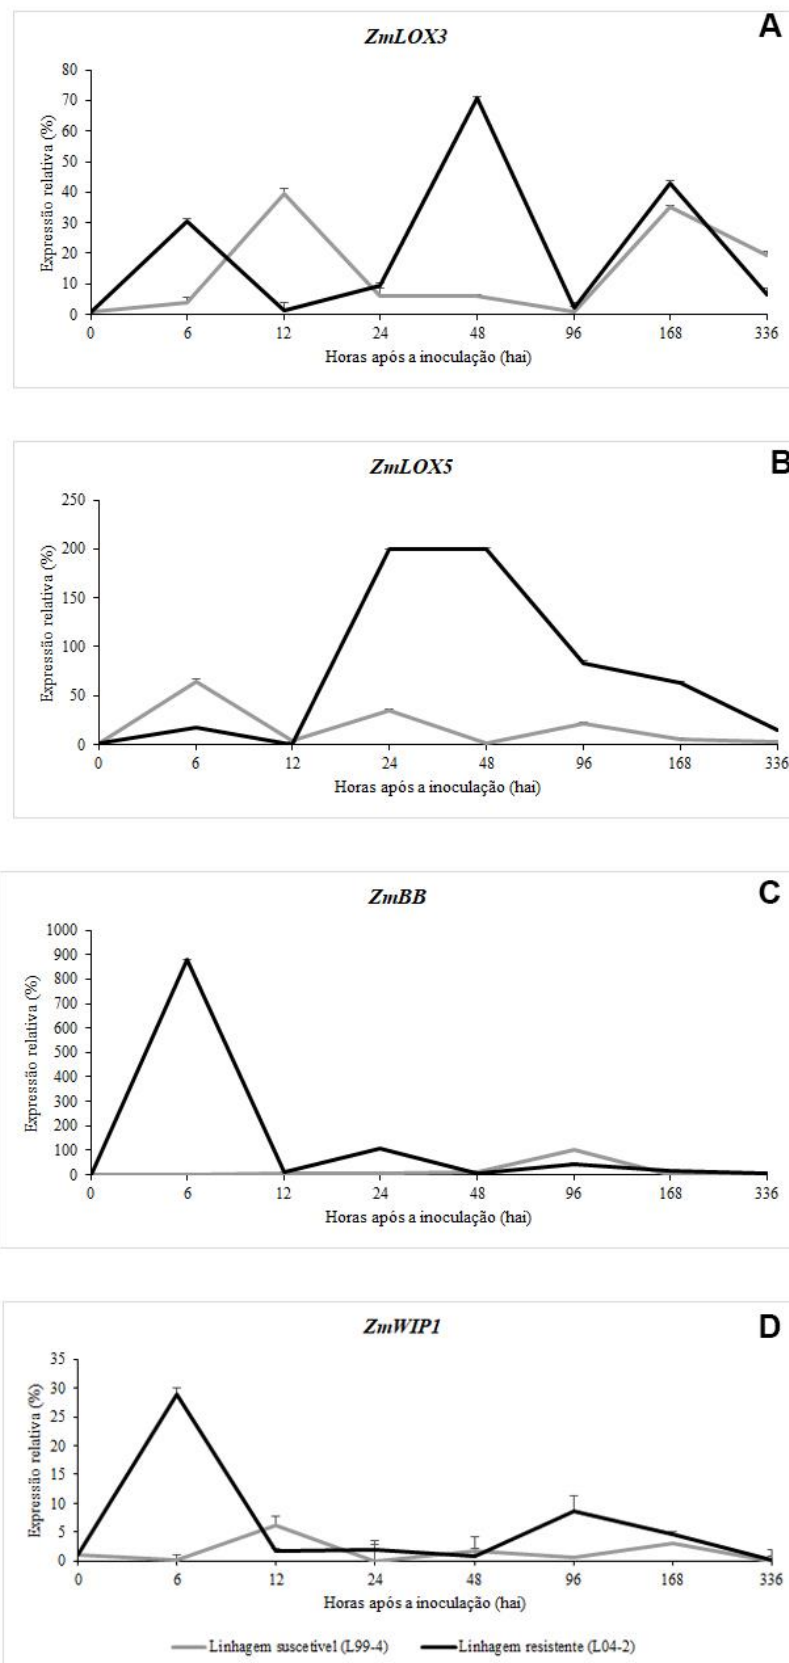 A
ZmLOX3
Expressão relativa (%)
80
70
60
50
40
30
20
10
0
0 6 12 24 48 96 168 336
Horas após a inoculação (hai)
B
ZmLOX5
Expressão relativa (%)
250
200
150
100
50
0
0 6 12 24 48 96 168 336
Horas após a inoculação (hai)
C
ZmBB
Expressão relativa (%)
1000
900
800
700
600
500
400
300
200
100
0
0 6 12 24 48 96 168 336
Horas após a inoculação (hai)
D
ZmWIP1
Expressão relativa (%)
35
30
25
20
15
10
5
0
0 6 12 24 48 96 168 336
Horas após a inoculação (hai)
Linhagem suscetível (L99-4) Linhagem resistente (L04-2)